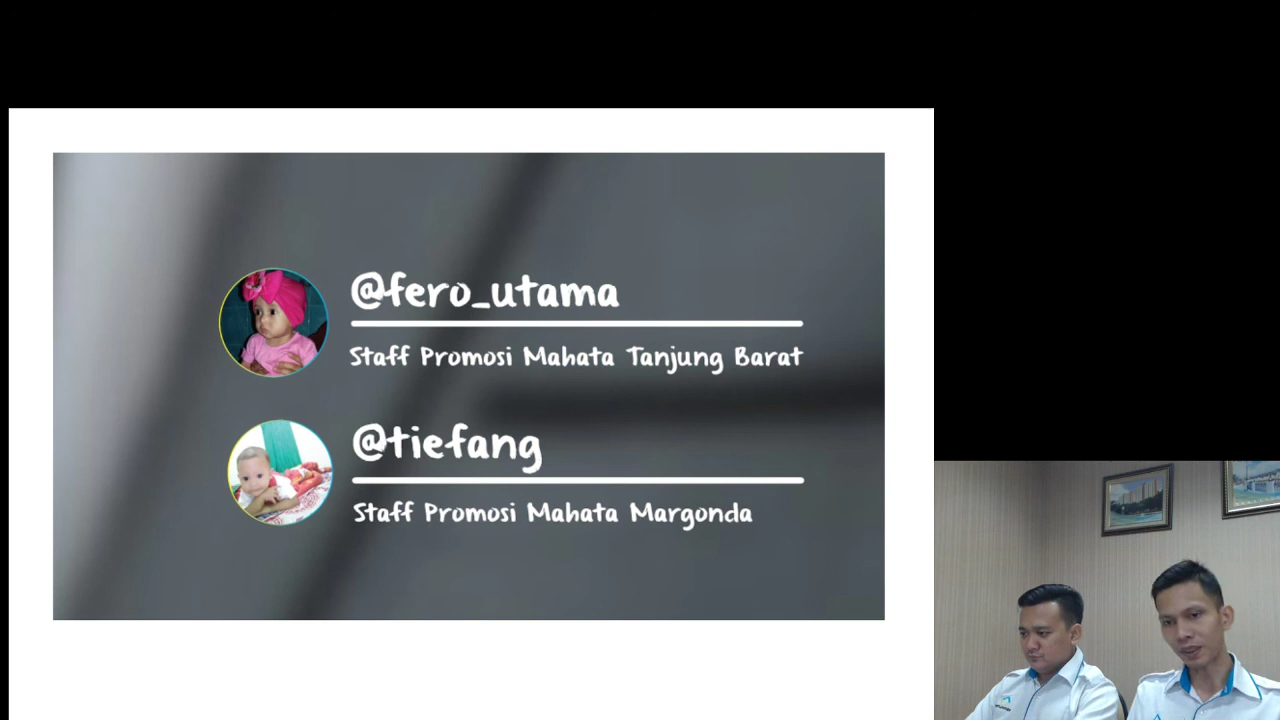 @fero_utama
Staff Promosi Mahata Tanjung Barat
@tiefang
Staff Promosi Mahata Margonda